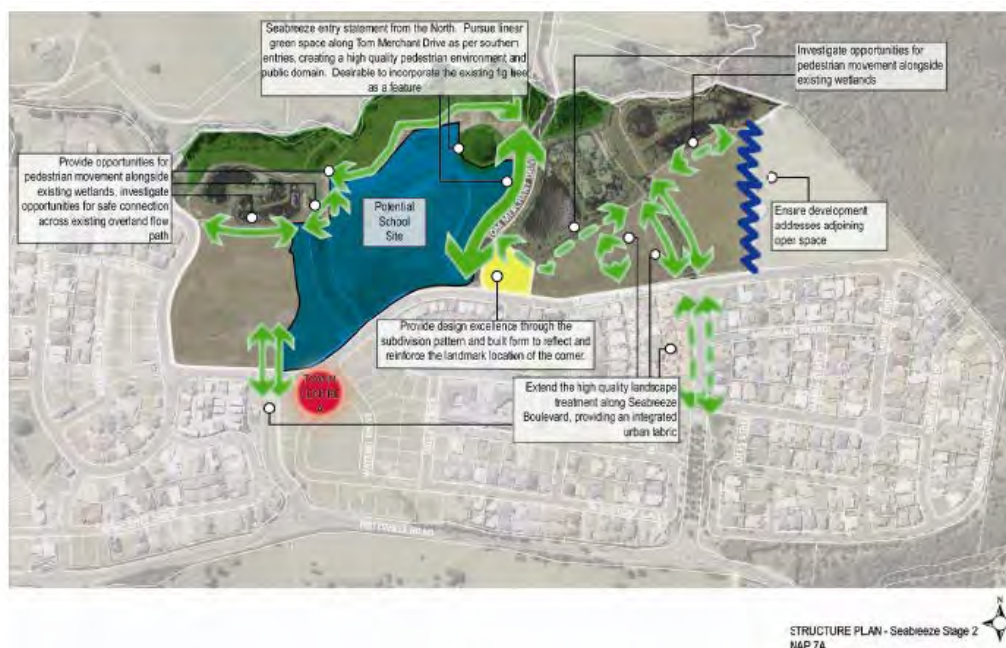 Seabreeze entry statement from the North. Pursue linear
green space along Tom Merchant Drive as per southern
entries, creating a high quality pedestrian environment and
public domain. Desirable to incorporate the existing fig tree
as a feature
Investigate opportunities for
pedestrian movement alongside
existing wetlands
Provide opportunities for
pedestrian movement alongside
existing wetlands, investigate
opportunities for safe connection
across existing overland flow
path
Potential
School
Site
Ensure development
addresses adjoining
open space
Provide design excellence through the
subdivision pattern and built form to reflect and
reinforce the landmark location of the corner.
TOWN
CENTRE
Extend the high quality landscape
treatment along Seabreeze
Boulevard, providing an integrated
urban fabric
N
STRUCTURE PLAN - Seabreeze Stage 2
MAP 7A